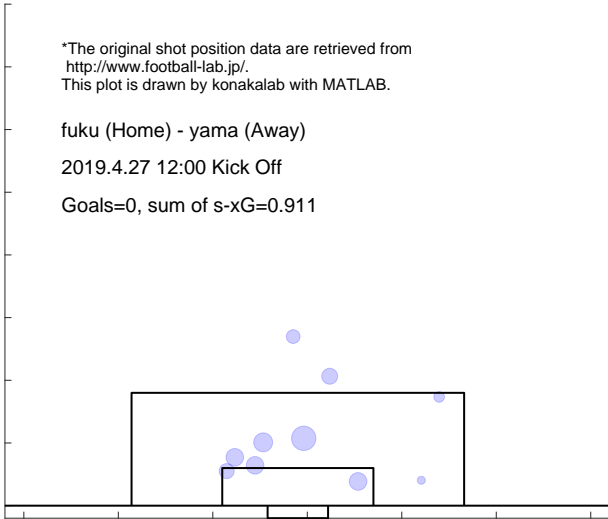 *The original shot position data are retrieved from
http://www.football-lab.jp/.
This plot is drawn by konakalab with MATLAB.
fuku (Home) - yama (Away)
2019.4.27 12:00 Kick Off
Goals=0, sum of s-xG=0.911